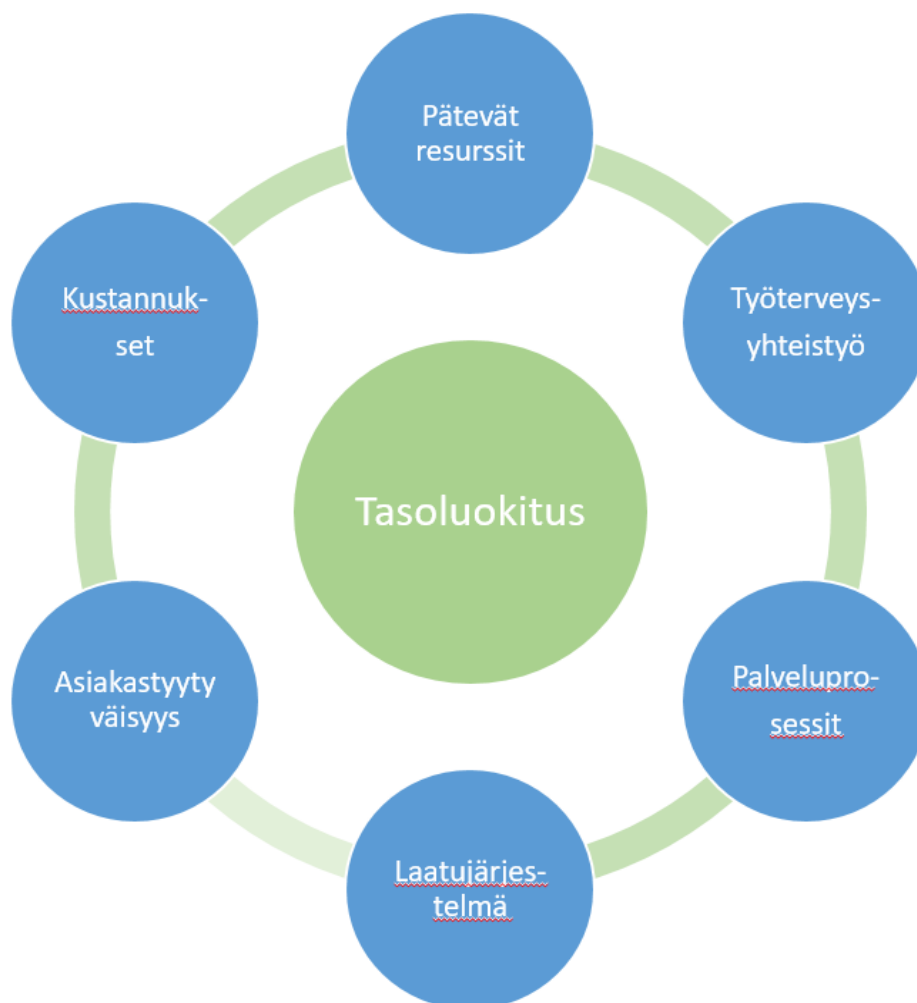 Pätevät
resurssit
Työterveys-
yhteistyö
Palvelupro-
sessit
Laatujärjes-
telmä
Asiakastyyty
väisyys
Kustannuk-
set
Tasoluokitus